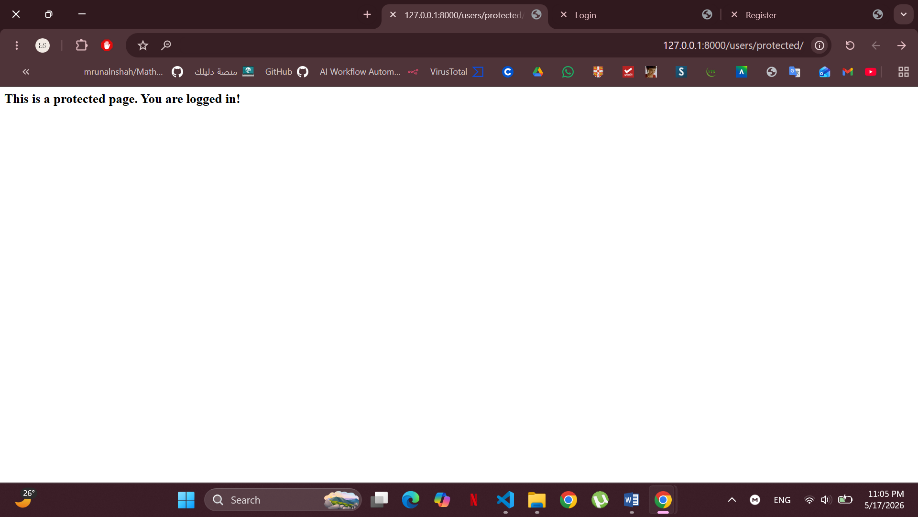 127.0.0.1:8000/users/protected.
Login
Register
127.0.0.1:8000/users/protected/
mrunalnshah/Math...
منصة دليلك
GitHub
AI Workflow Autom...
VirusTotal
This is a protected page. You are logged in!
26°
Search
ENG
11:05 PM
5/17/2026